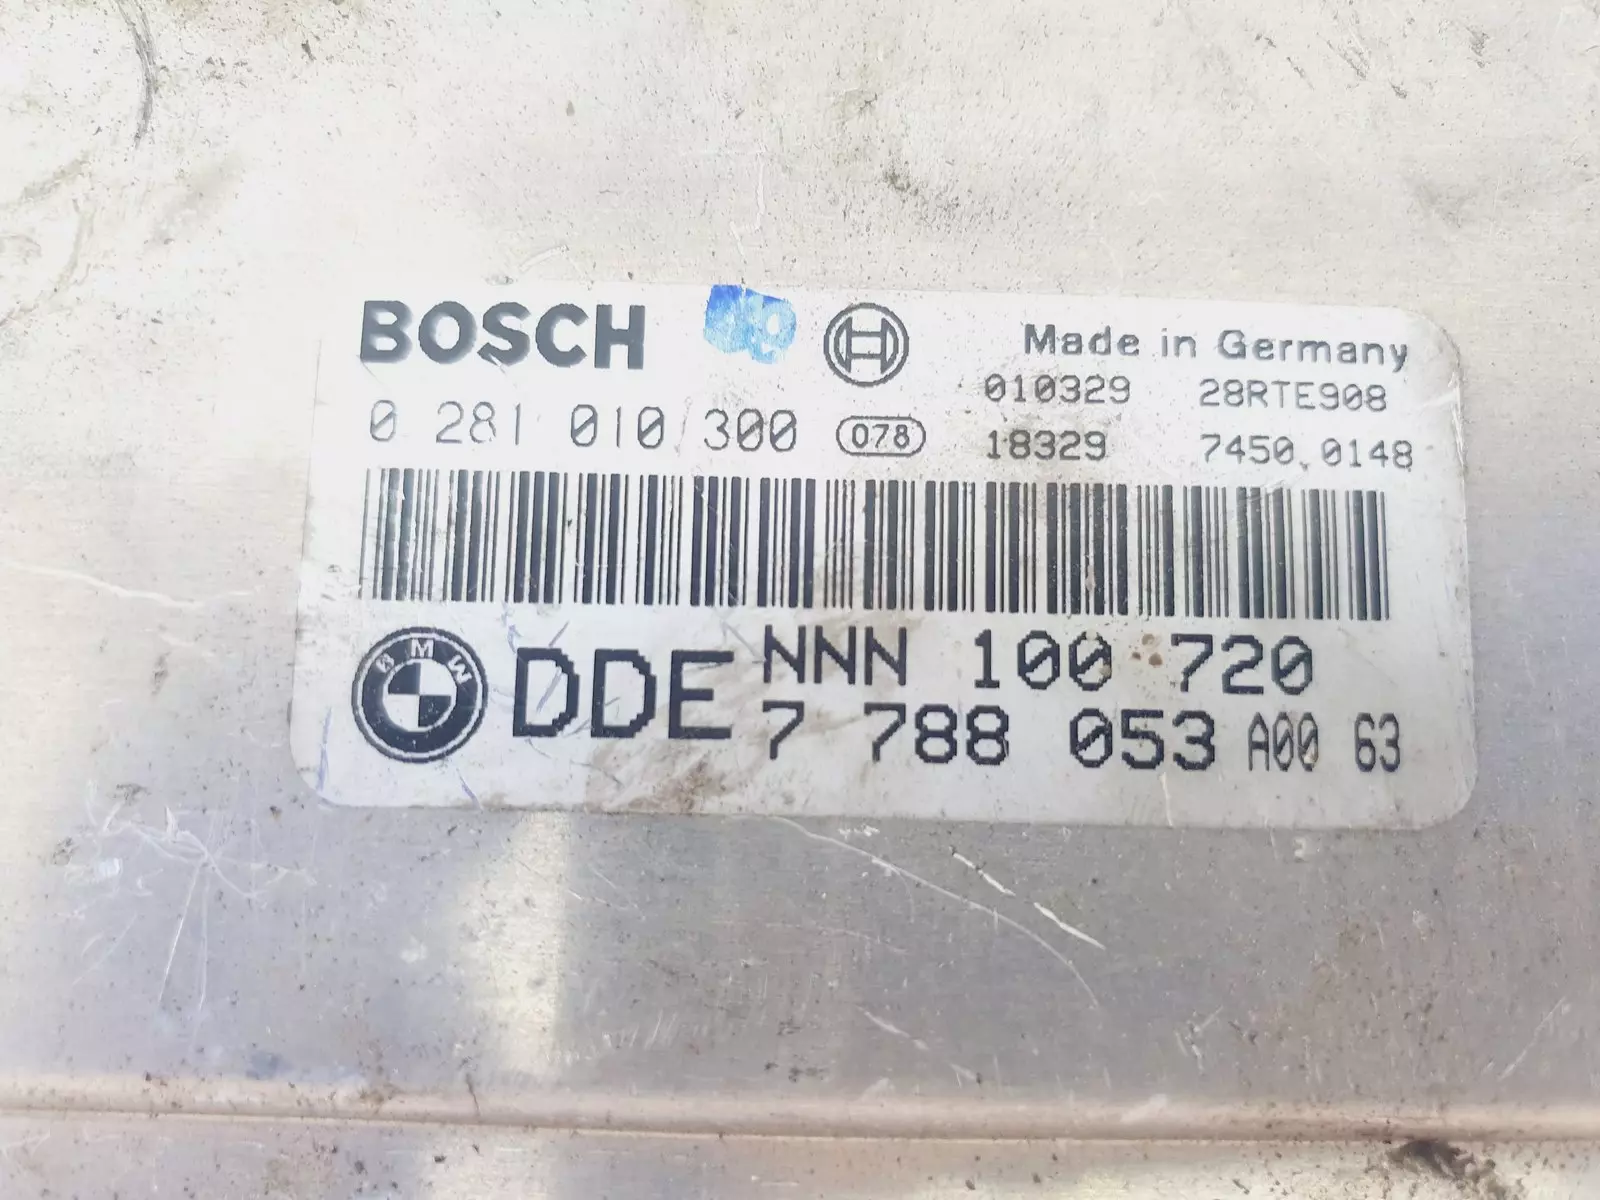 BOSCH
Made in Germany
010329 28RTE908
0 281 010 300 078
18329 7450.0148
BMW
DDE NNN 100 720
7 788 053 A00 63